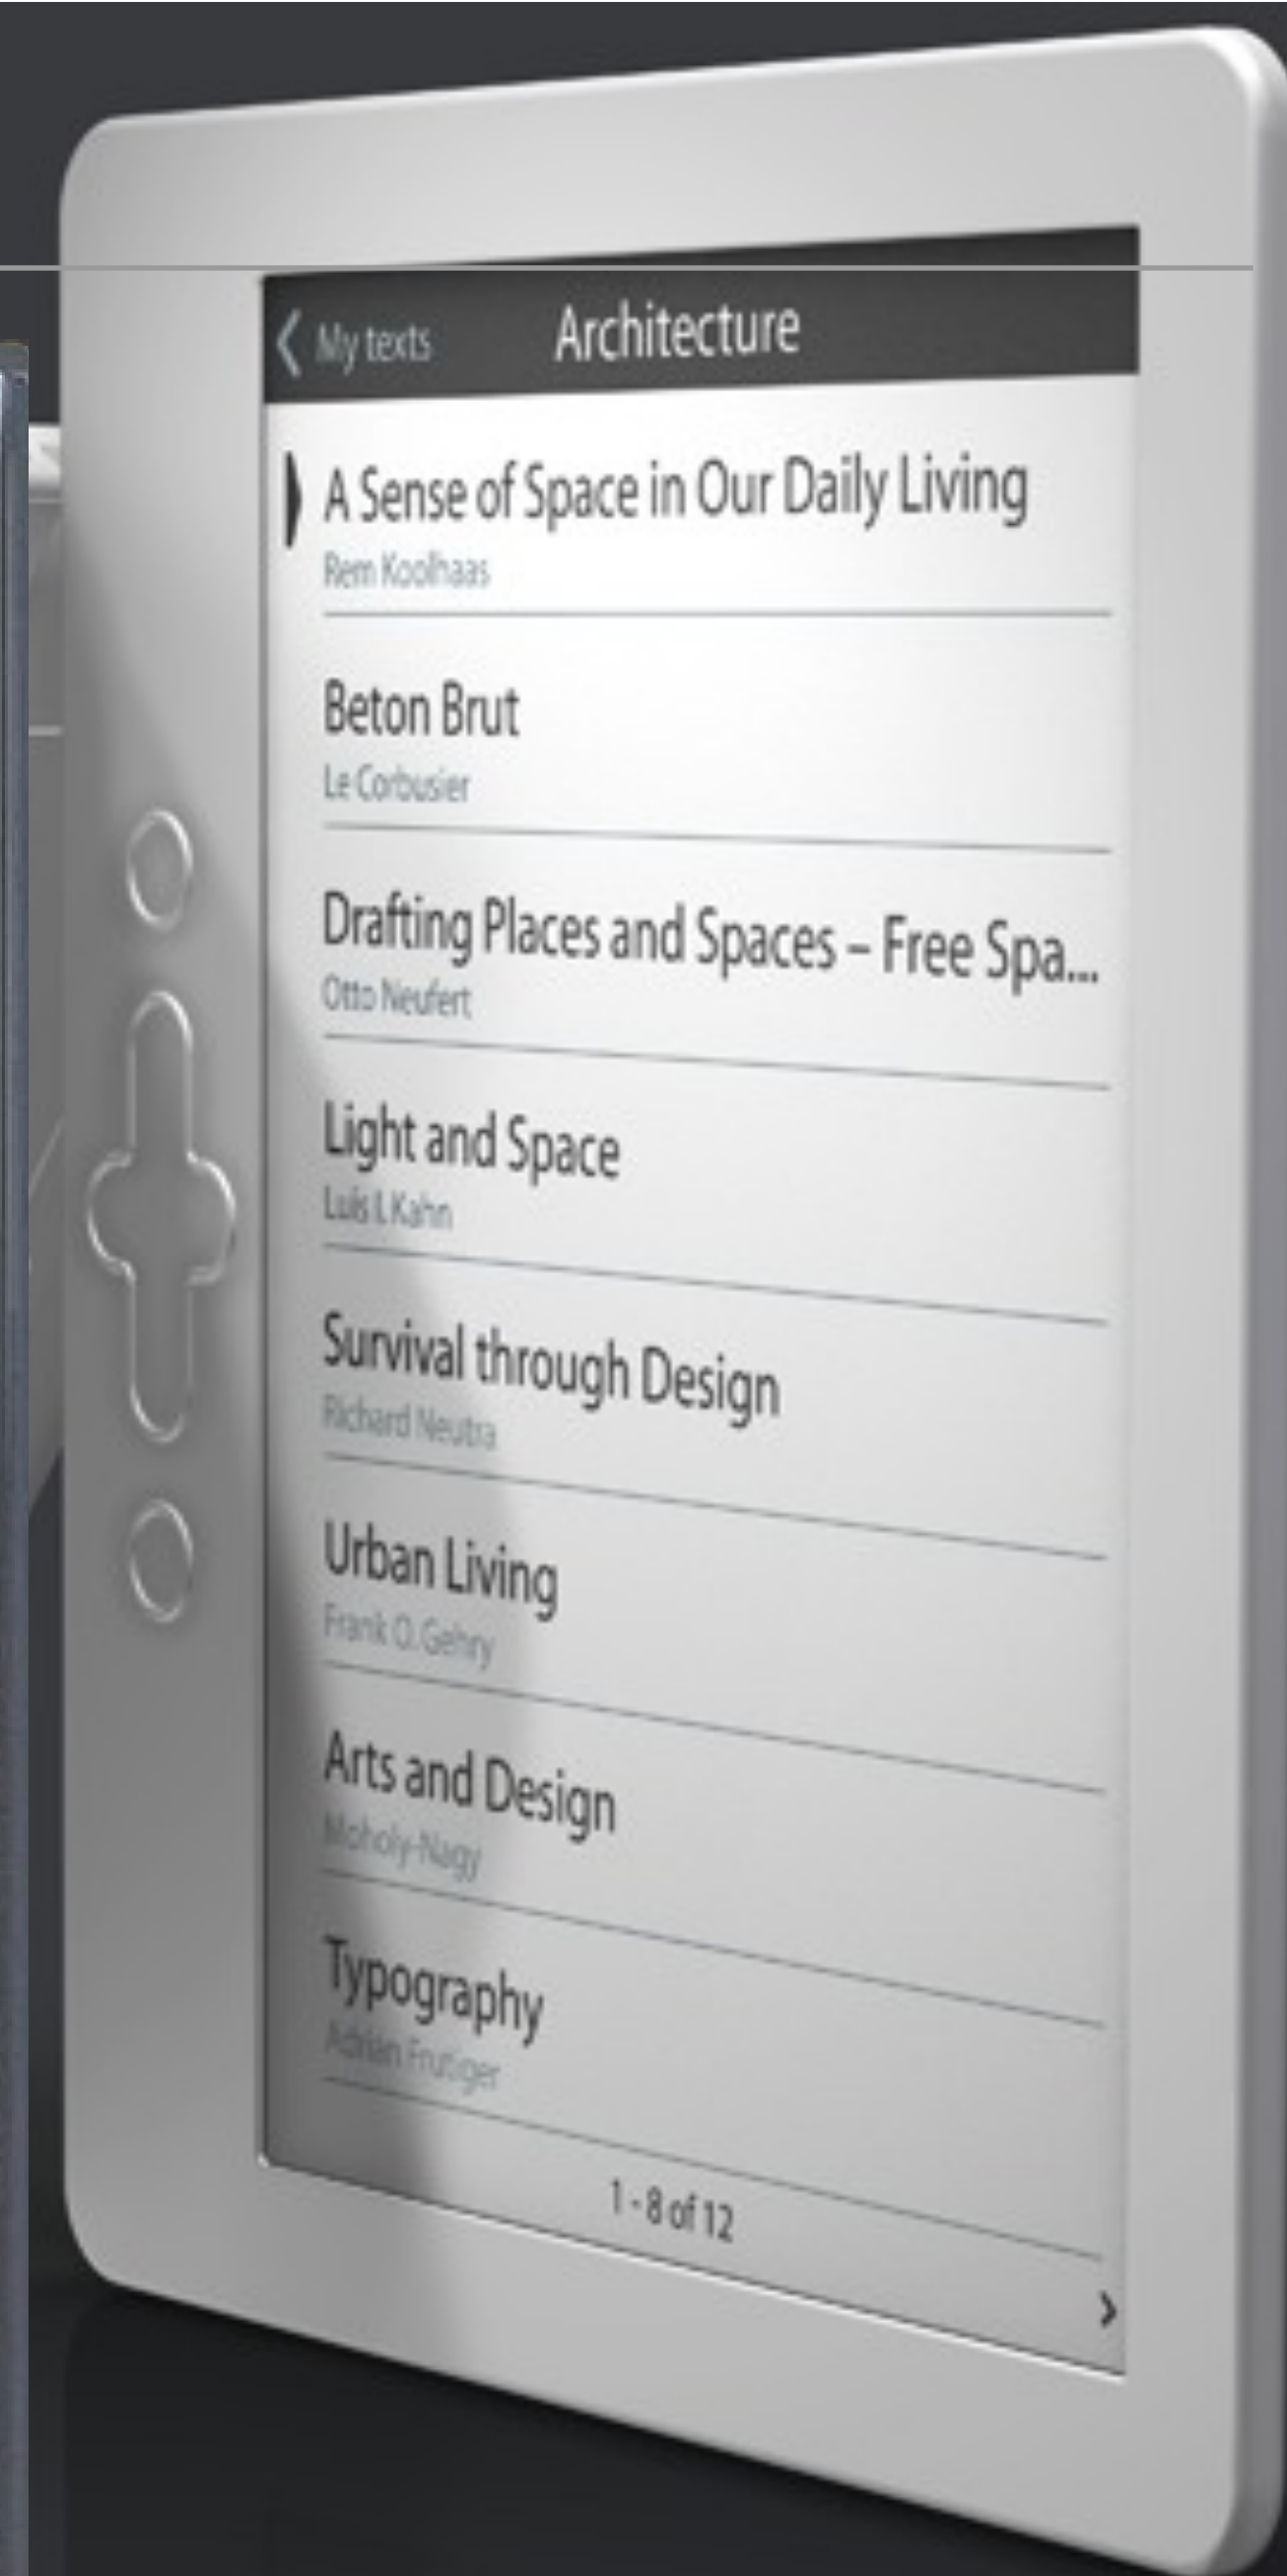 My texts
Architecture
A Sense of Space in Our Daily Living
Rem Koolhaas
Beton Brut
Le Corbusier
Drafting Places and Spaces – Free Spa...
Otto Neufert
Light and Space
Luis I. Kahn
Survival through Design
Richard Neutra
Urban Living
Frank O. Gehry
Arts and Design
Moholy-Nagy
Typography
Adrian Frutiger
1 - 8 of 12